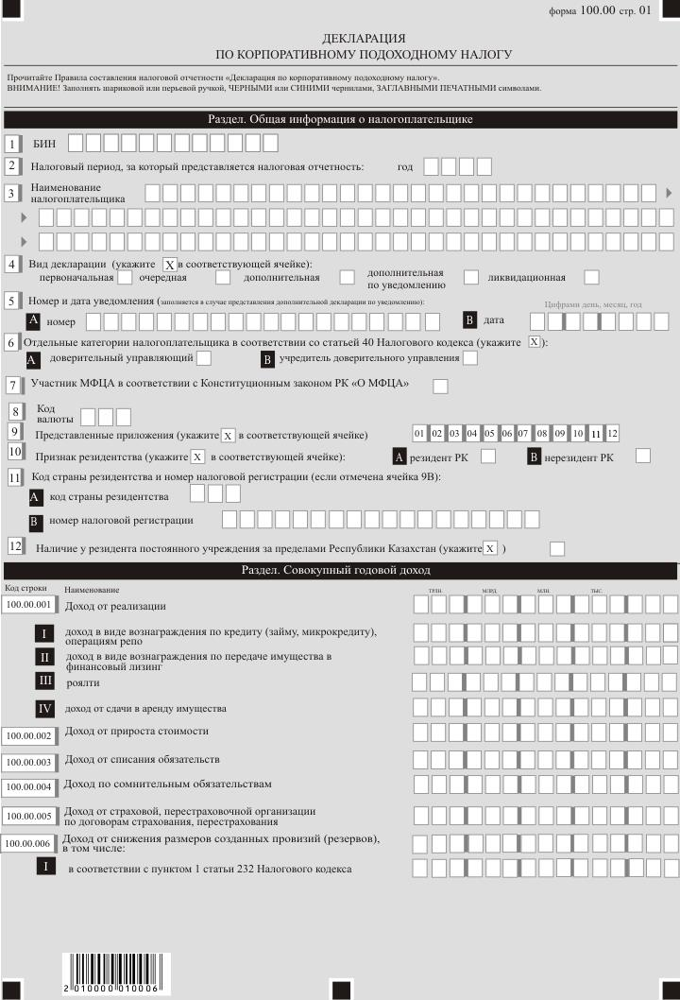 форма 100.00 стр. 01
ДЕКЛАРАЦИЯ
ПО КОРПОРАТИВНОМУ ПОДОХОДНОМУ НАЛОГУ
Прочитайте Правила составления налоговой отчетности «Декларация по корпоративному подоходному налогу».
ВНИМАНИЕ! Заполнять шариковой или перьевой ручкой, ЧЕРНЫМИ или СИНИМИ чернилами, ЗАГЛАВНЫМИ ПЕЧАТНЫМИ символами.
Раздел. Общая информация о налогоплательщике
1 БИН
2 Налоговый период, за который представляется налоговая отчетность: год
3 Наименование
налогоплательщика
4 Вид декларации (укажите X в соответствующей ячейке):
первоначальная очередная дополнительная дополнительная
по уведомлению ликвидационная
5 Номер и дата уведомления (заполняется в случае представления дополнительной декларации по уведомлению):
Цифрами день, месяц, год
A номер B дата
6 Отдельные категории налогоплательщика в соответствии со статьей 40 Налогового кодекса (укажите X ):
A доверительный управляющий B учредитель доверительного управления
7 Участник МФЦА в соответствии с Конституционным законом РК «О МФЦА»
8 Код
валюты
9 Представленные приложения (укажите X в соответствующей ячейке) 01 02 03 04 05 06 07 08 09 10 11 12
10 Признак резидентства (укажите X в соответствующей ячейке): A резидент РК B нерезидент РК
11 Код страны резидентства и номер налоговой регистрации (если отмечена ячейка 9В):
A код страны резидентства
B номер налоговой регистрации
12 Наличие у резидента постоянного учреждения за пределами Республики Казахстан (укажите X )
Раздел. Совокупный годовой доход
Код строки Наименование ТРЛН. МЛРД. МЛН. ТЫС.
100.00.001 Доход от реализации
I доход в виде вознаграждения по кредиту (займу, микрокредиту),
операциям репо
II доход в виде вознаграждения по передаче имущества в
финансовый лизинг
III роялти
IV доход от сдачи в аренду имущества
100.00.002 Доход от прироста стоимости
100.00.003 Доход от списания обязательств
100.00.004 Доход по сомнительным обязательствам
100.00.005 Доход от страховой, перестраховочной организации
по договорам страхования, перестрахования
100.00.006 Доход от снижения размеров созданных провизий (резервов),
в том числе:
I в соответствии с пунктом 1 статьи 232 Налогового кодекса
2 010000 010006